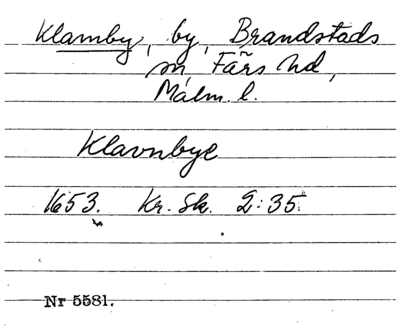 Klamby, by, Brandstads
sn, Färs hd,
Malm. l.
Klavnbye
1653. Kr. Sk. 2:35.
Nr 5581.